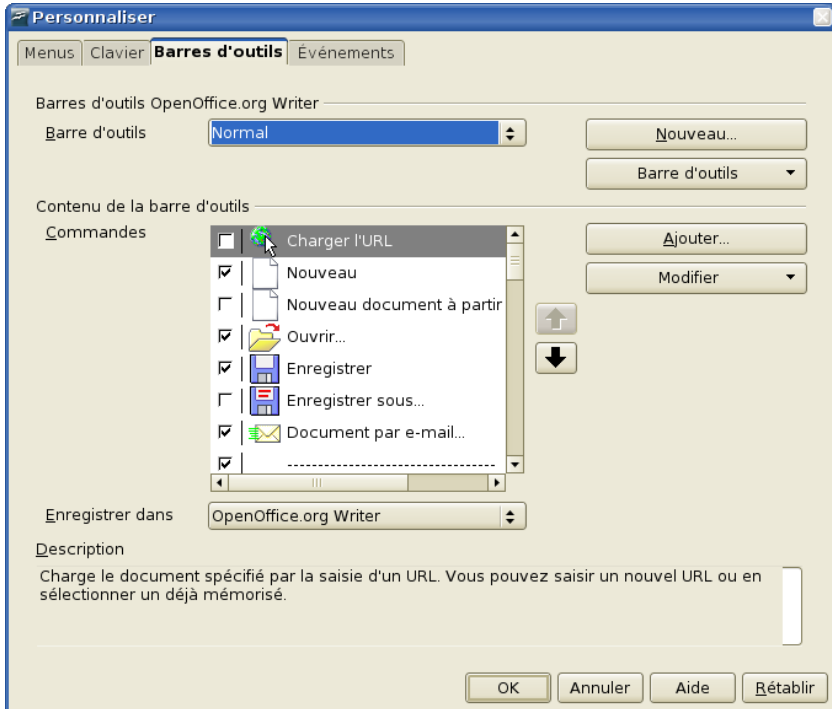 Personnaliser
Menus Clavier Barres d'outils Événements
Barres d'outils OpenOffice.org Writer
Barre d'outils Normal Nouveau...
Barre d'outils
Contenu de la barre d'outils
Commandes Charger l'URL Ajouter...
Nouveau Modifier
Nouveau document à partir
Ouvrir...
Enregistrer
Enregistrer sous...
Document par e-mail...
--------------------------------
Enregistrer dans OpenOffice.org Writer
Description
Charge le document spécifié par la saisie d'un URL. Vous pouvez saisir un nouvel URL ou en
sélectionner un déjà mémorisé.
OK Annuler Aide Rétablir